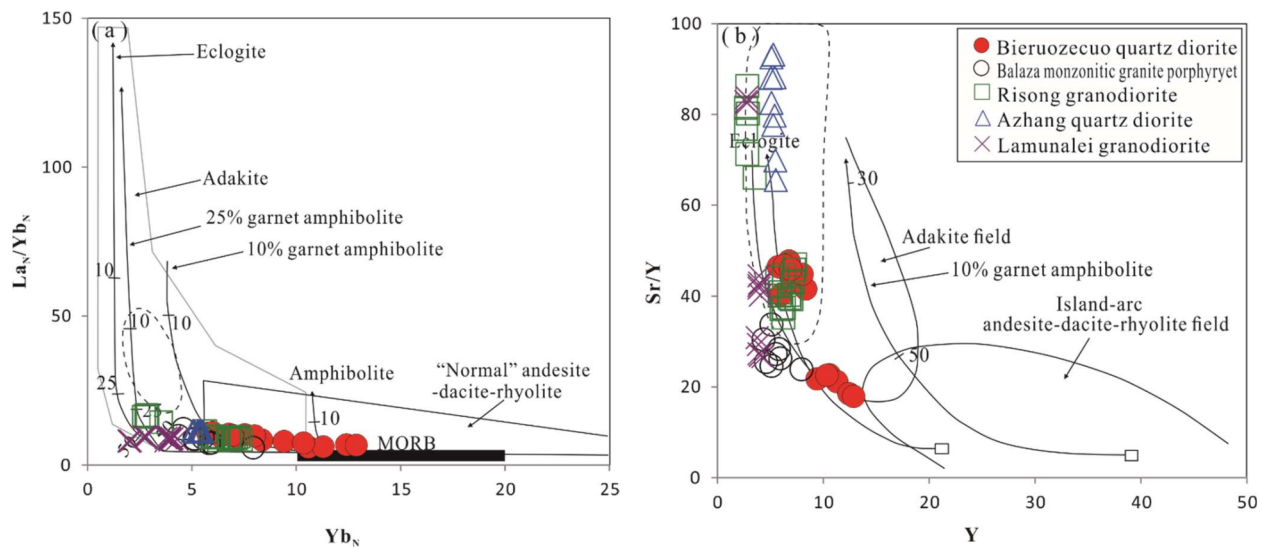 ( a )
150
Eclogite
Adakite
25% garnet amphibolite
10% garnet amphibolite
100
10
10
10
50
25
25
Amphibolite
"Normal" andesite
-dacite-rhyolite
10
MORB
0
0 5 10 15 20 25
La_N/Yb_N
Yb_N
( b )
100
Bieruozecuo quartz diorite
Balaza monzonitic granite porphyryet
Risong granodiorite
Azhang quartz diorite
Lamunalei granodiorite
80
Eclogite
30
60
Adakite field
10% garnet amphibolite
Island-arc
andesite-dacite-rhyolite field
40
50
20
0
0 10 20 30 40 50
Sr/Y
Y